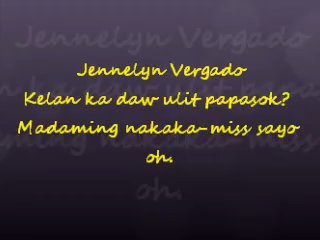 Jennelyn Vergado
Kelan ka daw ulit papasok?
Madaming nakaka-miss sayo
oh.